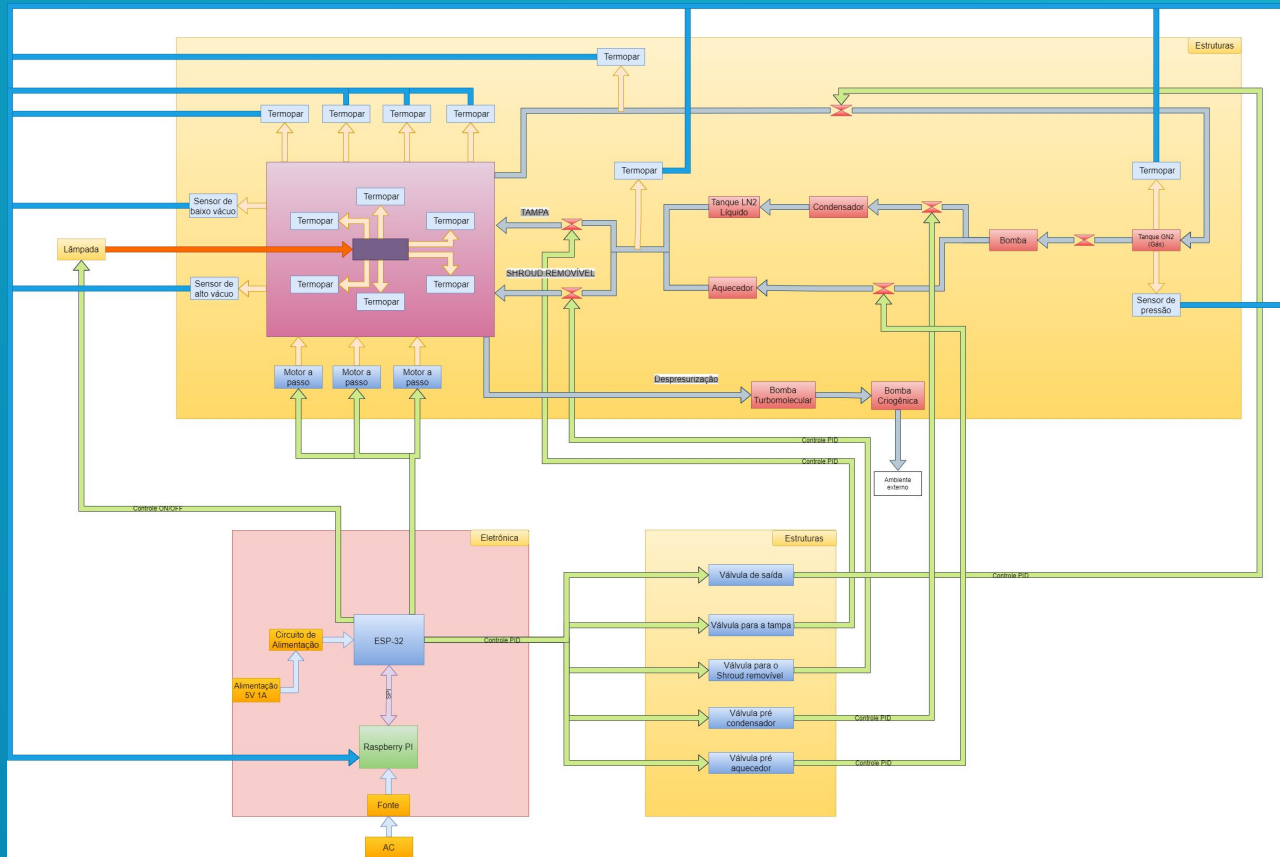 Estruturas
Termopar
Termopar
Termopar
Termopar
Termopar
Termopar
Termopar
Sensor de
baixo vácuo
Termopar
Termopar
Termopar
Lâmpada
Termopar
Termopar
Termopar
Sensor de
alto vácuo
TAMPA
SHROUD REMOVÍVEL
Tanque LN2
Líquido
Condensador
Bomba
Tanque GN2
(Gás)
Aquecedor
Sensor de
pressão
Motor a
passo
Motor a
passo
Motor a
passo
Despresurização
Bomba
Turbomolecular
Bomba
Criogênica
Controle PID
Controle PID
Ambiente
externo
Controle ON/OFF
Eletrônica
Estruturas
Válvula de saída
Controle PID
Válvula para a tampa
Circuito de
Alimentação
ESP-32
Controle PID
Válvula para o
Shroud removível
Alimentação
5V 1A
SPI
Válvula pré
condensador
Controle PID
Raspberry PI
Válvula pré
aquecedor
Controle PID
Fonte
AC